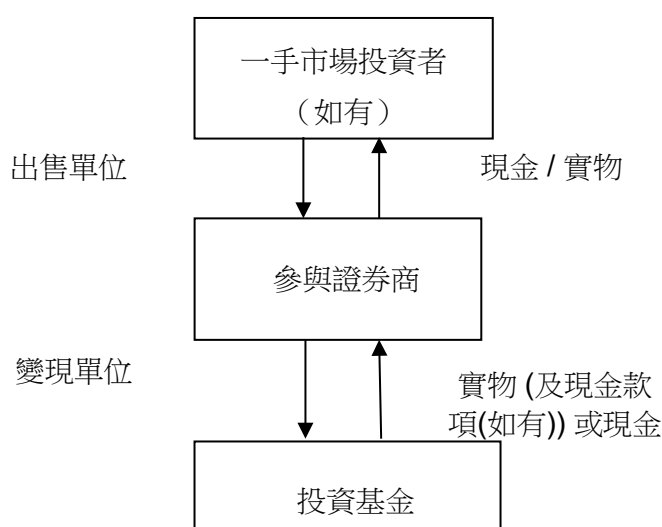 一手市場投資者
（如有）
出售單位
現金 / 實物
參與證券商
變現單位
實物 (及現金款
項(如有)) 或現金
投資基金